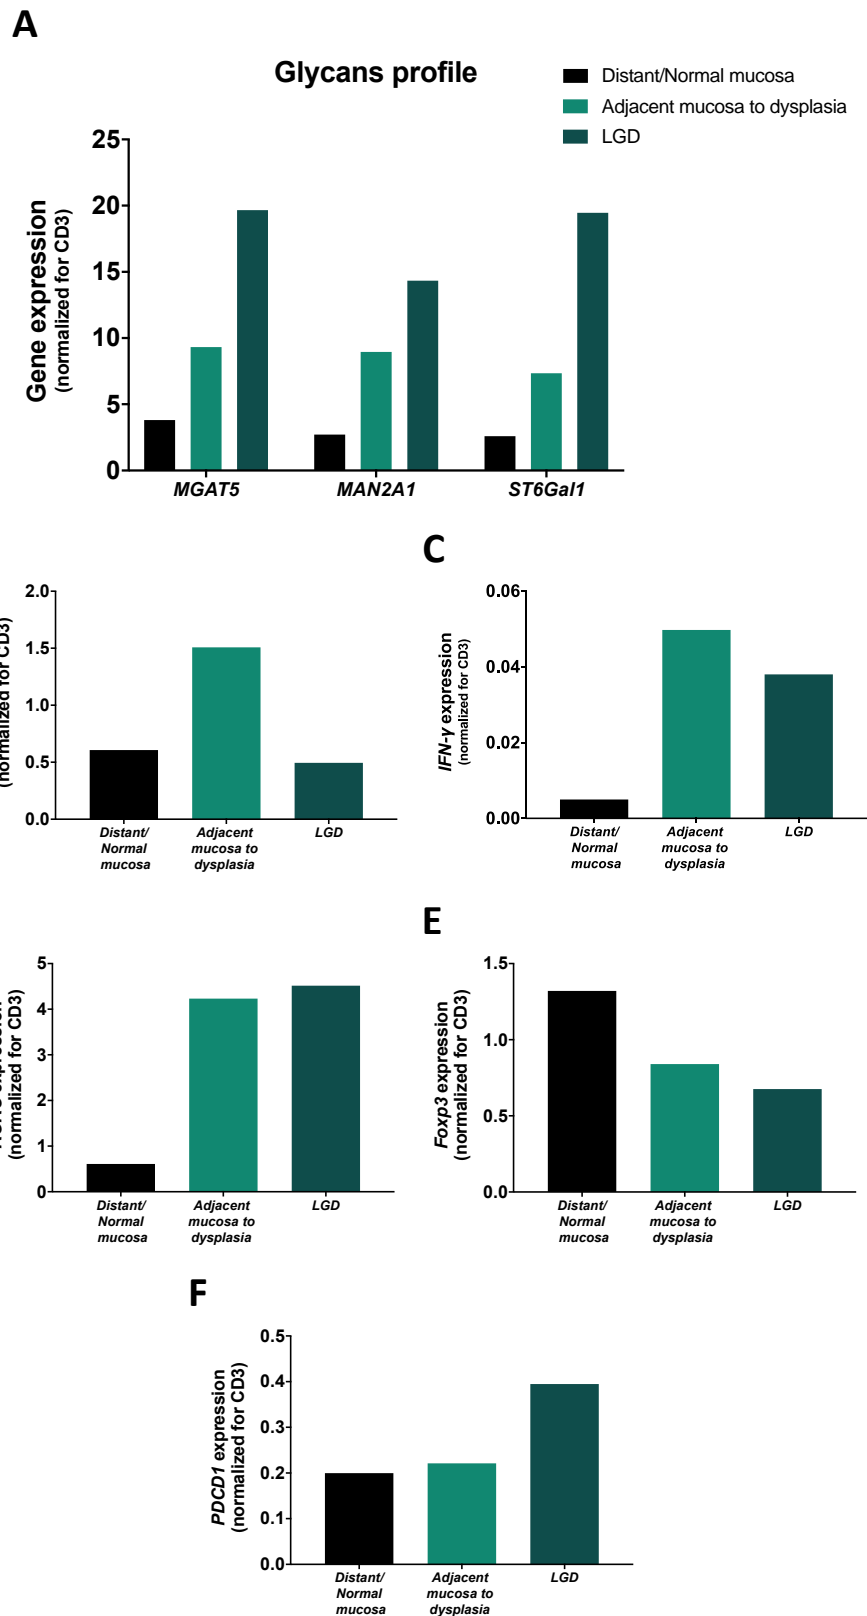 A
Glycans profile
Distant/Normal mucosa
Adjacent mucosa to dysplasia
LGD
Gene expression
(normalized for CD3)
25
20
15
10
5
0
MGAT5
MAN2A1
ST6Gal1
(normalized for CD3)
2.0
1.5
1.0
0.5
0.0
Distant/
Normal
mucosa
Adjacent
mucosa to
dysplasia
LGD
C
IFN-γ expression
(normalized for CD3)
0.06
0.04
0.02
0.00
Distant/
Normal
mucosa
Adjacent
mucosa to
dysplasia
LGD
expression
(normalized for CD3)
5
4
3
2
1
0
Distant/
Normal
mucosa
Adjacent
mucosa to
dysplasia
LGD
E
Foxp3 expression
(normalized for CD3)
1.5
1.0
0.5
0.0
Distant/
Normal
mucosa
Adjacent
mucosa to
dysplasia
LGD
F
PDCD1 expression
(normalized for CD3)
0.5
0.4
0.3
0.2
0.1
0.0
Distant/
Normal
mucosa
Adjacent
mucosa to
dysplasia
LGD